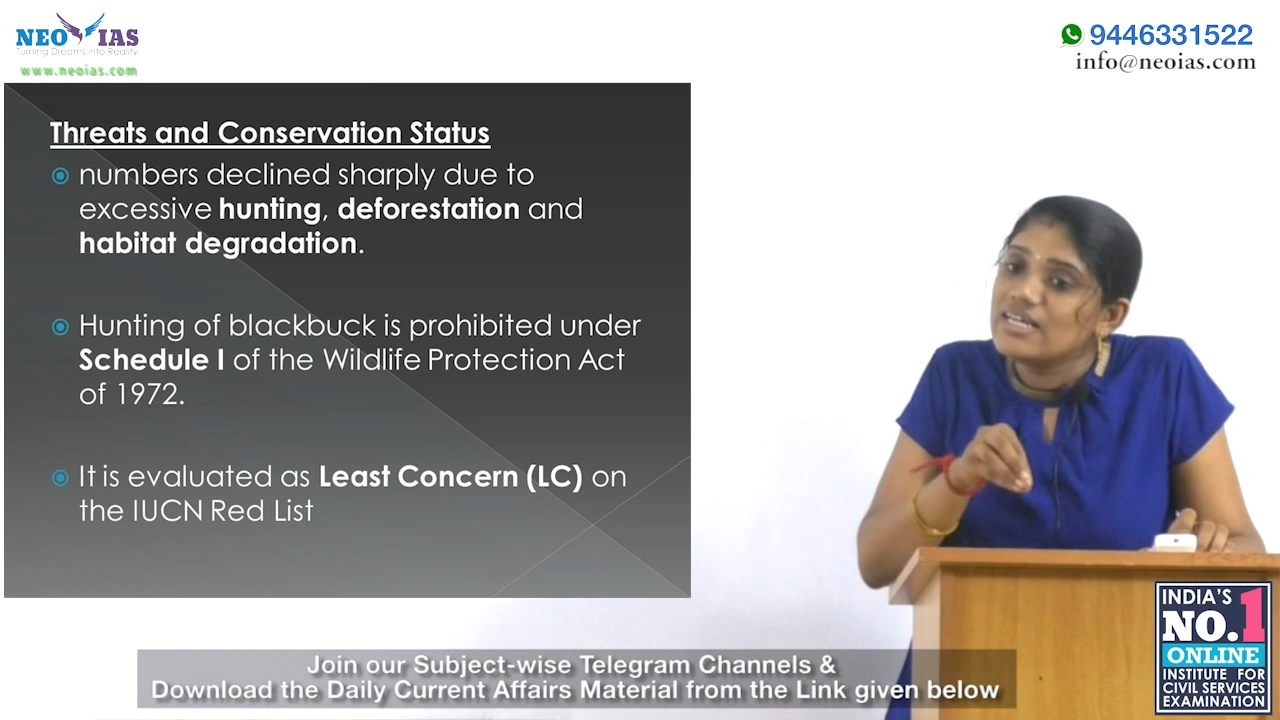 NEO IAS
Turning Dreams Into Reality
www.neoias.com
9446331522
info@neoias.com
Threats and Conservation Status
numbers declined sharply due to
excessive hunting, deforestation and
habitat degradation.
Hunting of blackbuck is prohibited under
Schedule I of the Wildlife Protection Act
of 1972.
It is evaluated as Least Concern (LC) on
the IUCN Red List
INDIA'S
NO.1
ONLINE
INSTITUTE FOR
CIVIL SERVICES
EXAMINATION
Join our Subject-wise Telegram Channels &
Download the Daily Current Affairs Material from the Link given below